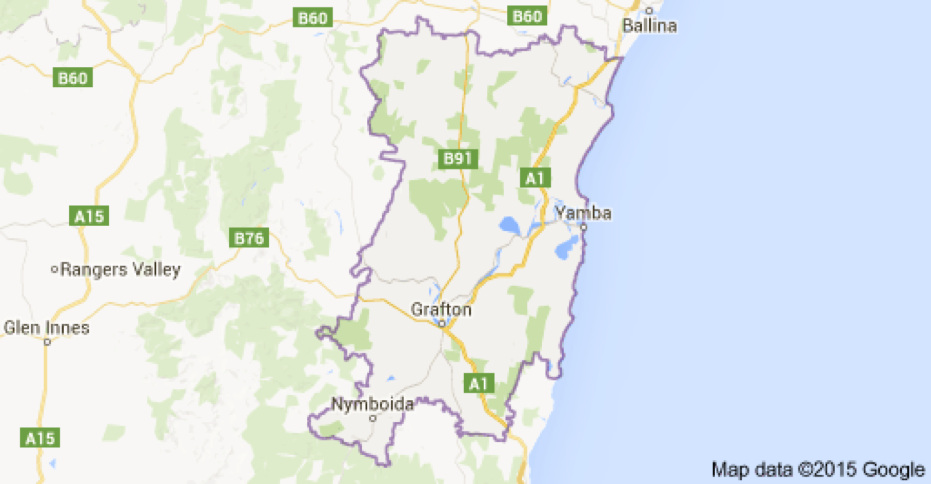 B60
B60
Ballina
B60
B91
A1
A15
Yamba
B76
Rangers Valley
Grafton
Glen Innes
A1
Nymboida
A15
Map data ©2015 Google